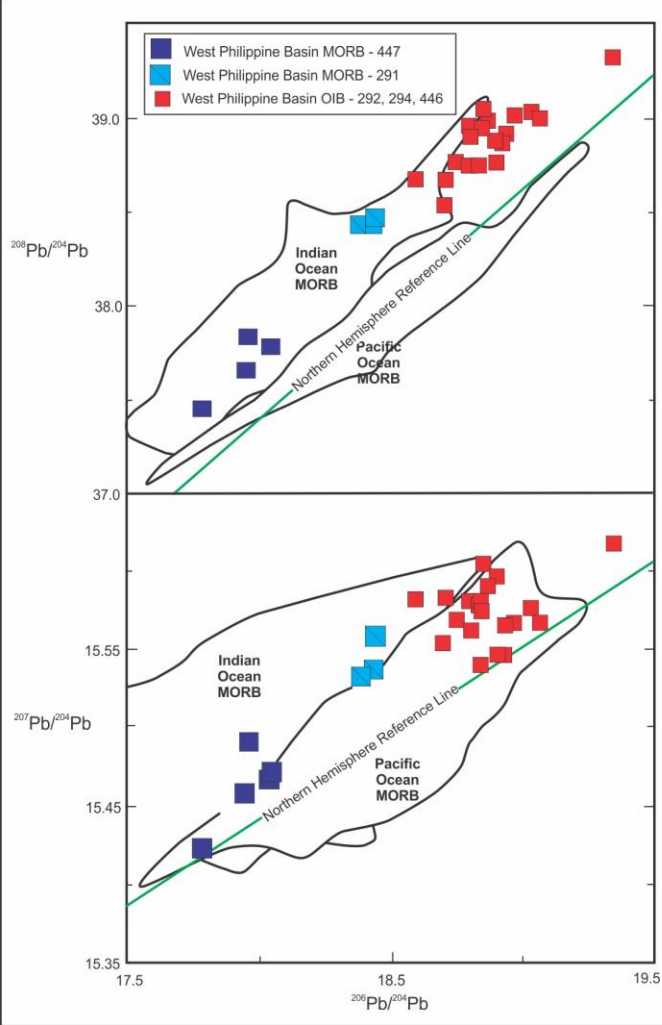 West Philippine Basin MORB - 447
West Philippine Basin MORB - 291
West Philippine Basin OIB - 292, 294, 446
39.0
208Pb/204Pb
Indian
Ocean
MORB
38.0
Northern Hemisphere Reference Line
Pacific
Ocean
MORB
37.0
15.55
Indian
Ocean
MORB
207Pb/204Pb
Northern Hemisphere Reference Line
Pacific
Ocean
MORB
15.45
15.35
17.5
18.5
19.5
206Pb/204Pb